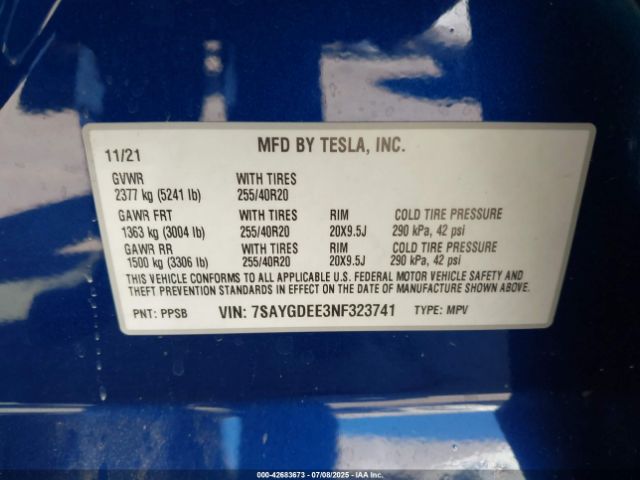 11/21 MFD BY TESLA, INC.
GVWR WITH TIRES
2377 kg (5241 lb) 255/40R20
GAWR FRT WITH TIRES RIM COLD TIRE PRESSURE
1363 kg (3004 lb) 255/40R20 20X9.5J 290 kPa, 42 psi
GAWR RR WITH TIRES RIM COLD TIRE PRESSURE
1500 kg (3306 lb) 255/40R20 20X9.5J 290 kPa, 42 psi
THIS VEHICLE CONFORMS TO ALL APPLICABLE U.S. FEDERAL MOTOR VEHICLE SAFETY AND
THEFT PREVENTION STANDARDS IN EFFECT ON THE DATE OF MANUFACTURE SHOWN ABOVE.
PNT: PPSB VIN: 7SAYGDEE3NF323741 TYPE: MPV
000-42683673 - 07/08/2025 - IAA Inc.